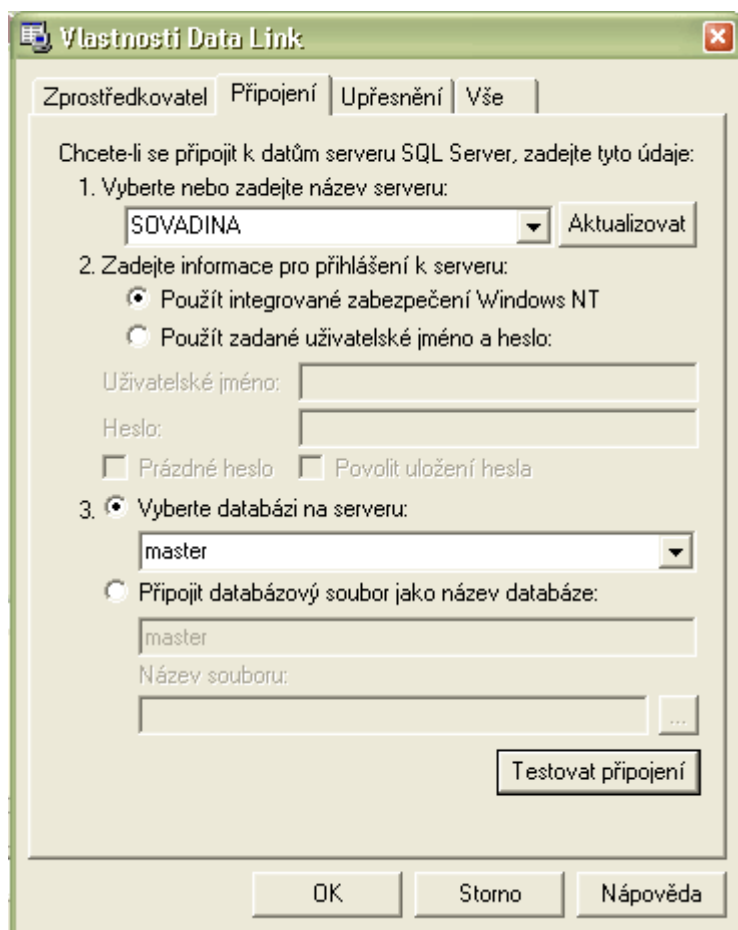 Vlastnosti Data Link
Zprostředkovatel Připojení Upřesnění Vše
Chcete-li se připojit k datům serveru SQL Server, zadejte tyto údaje:
1. Vyberte nebo zadejte název serveru:
SOVADINA Aktualizovat
2. Zadejte informace pro přihlášení k serveru:
Použít integrované zabezpečení Windows NT
Použít zadané uživatelské jméno a heslo:
Uživatelské jméno:
Heslo:
Prázdné heslo Povolit uložení hesla
3. Vyberte databázi na serveru:
master
Připojit databázový soubor jako název databáze:
master
Název souboru:
...
Testovat připojení
OK Storno Nápověda